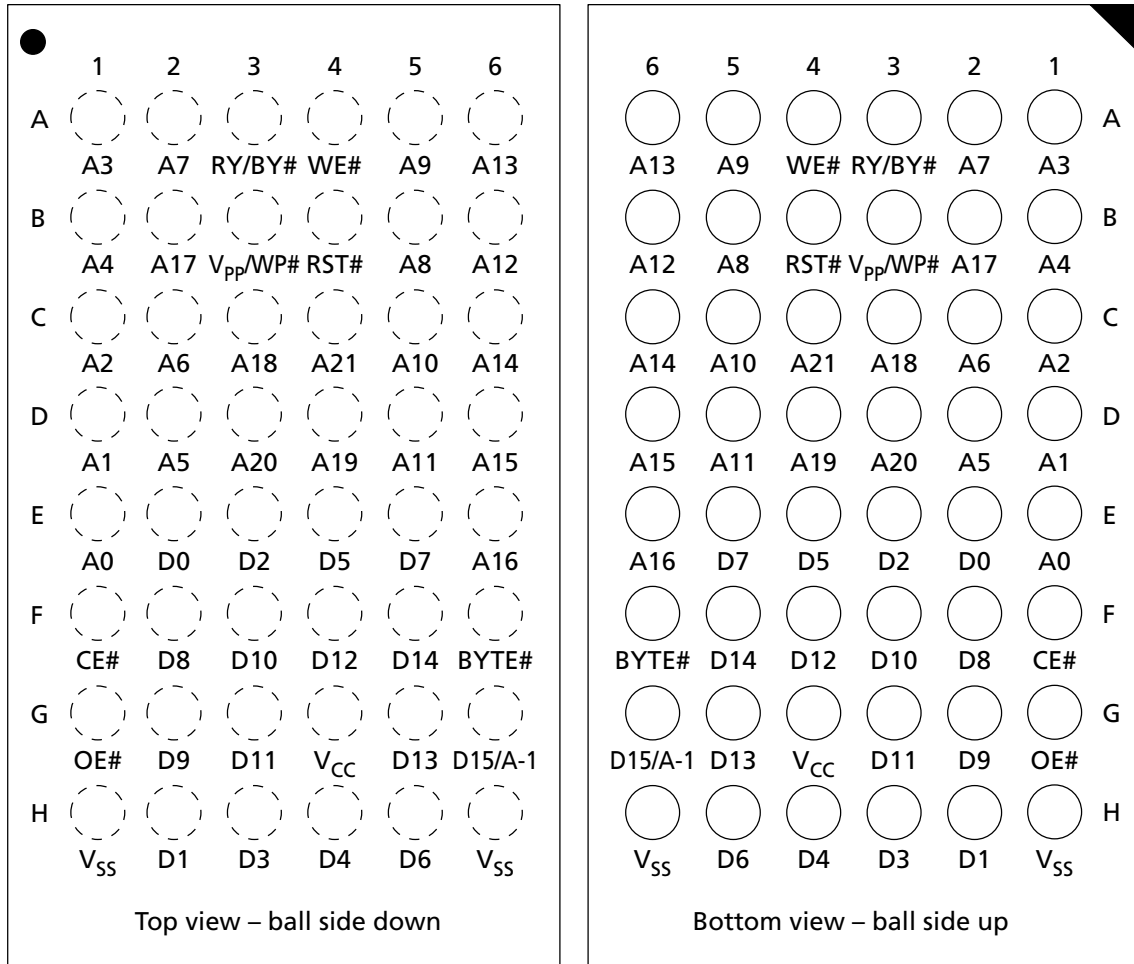 1 2 3 4 5 6
A
A3 A7 RY/BY# WE# A9 A13
B
A4 A17 VPP/WP# RST# A8 A12
C
A2 A6 A18 A21 A10 A14
D
A1 A5 A20 A19 A11 A15
E
A0 D0 D2 D5 D7 A16
F
CE# D8 D10 D12 D14 BYTE#
G
OE# D9 D11 VCC D13 D15/A-1
H
VSS D1 D3 D4 D6 VSS
Top view – ball side down
6 5 4 3 2 1
A
A13 A9 WE# RY/BY# A7 A3
B
A12 A8 RST# VPP/WP# A17 A4
C
A14 A10 A21 A18 A6 A2
D
A15 A11 A19 A20 A5 A1
E
A16 D7 D5 D2 D0 A0
F
BYTE# D14 D12 D10 D8 CE#
G
D15/A-1 D13 VCC D11 D9 OE#
H
VSS D6 D4 D3 D1 VSS
Bottom view – ball side up